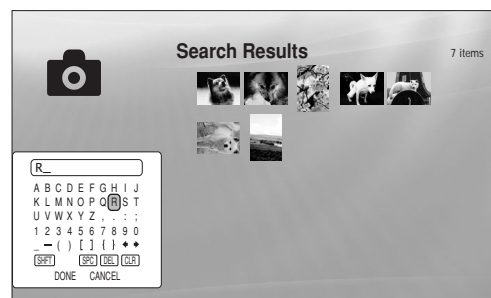 Search Results
7 items
R_
A B C D E F G H I J
K L M N O P Q R S T
U V W X Y Z , . : ;
1 2 3 4 5 6 7 8 9 0
_ – ( ) [ ] { }
SHFT SPC DEL CLR
DONE CANCEL